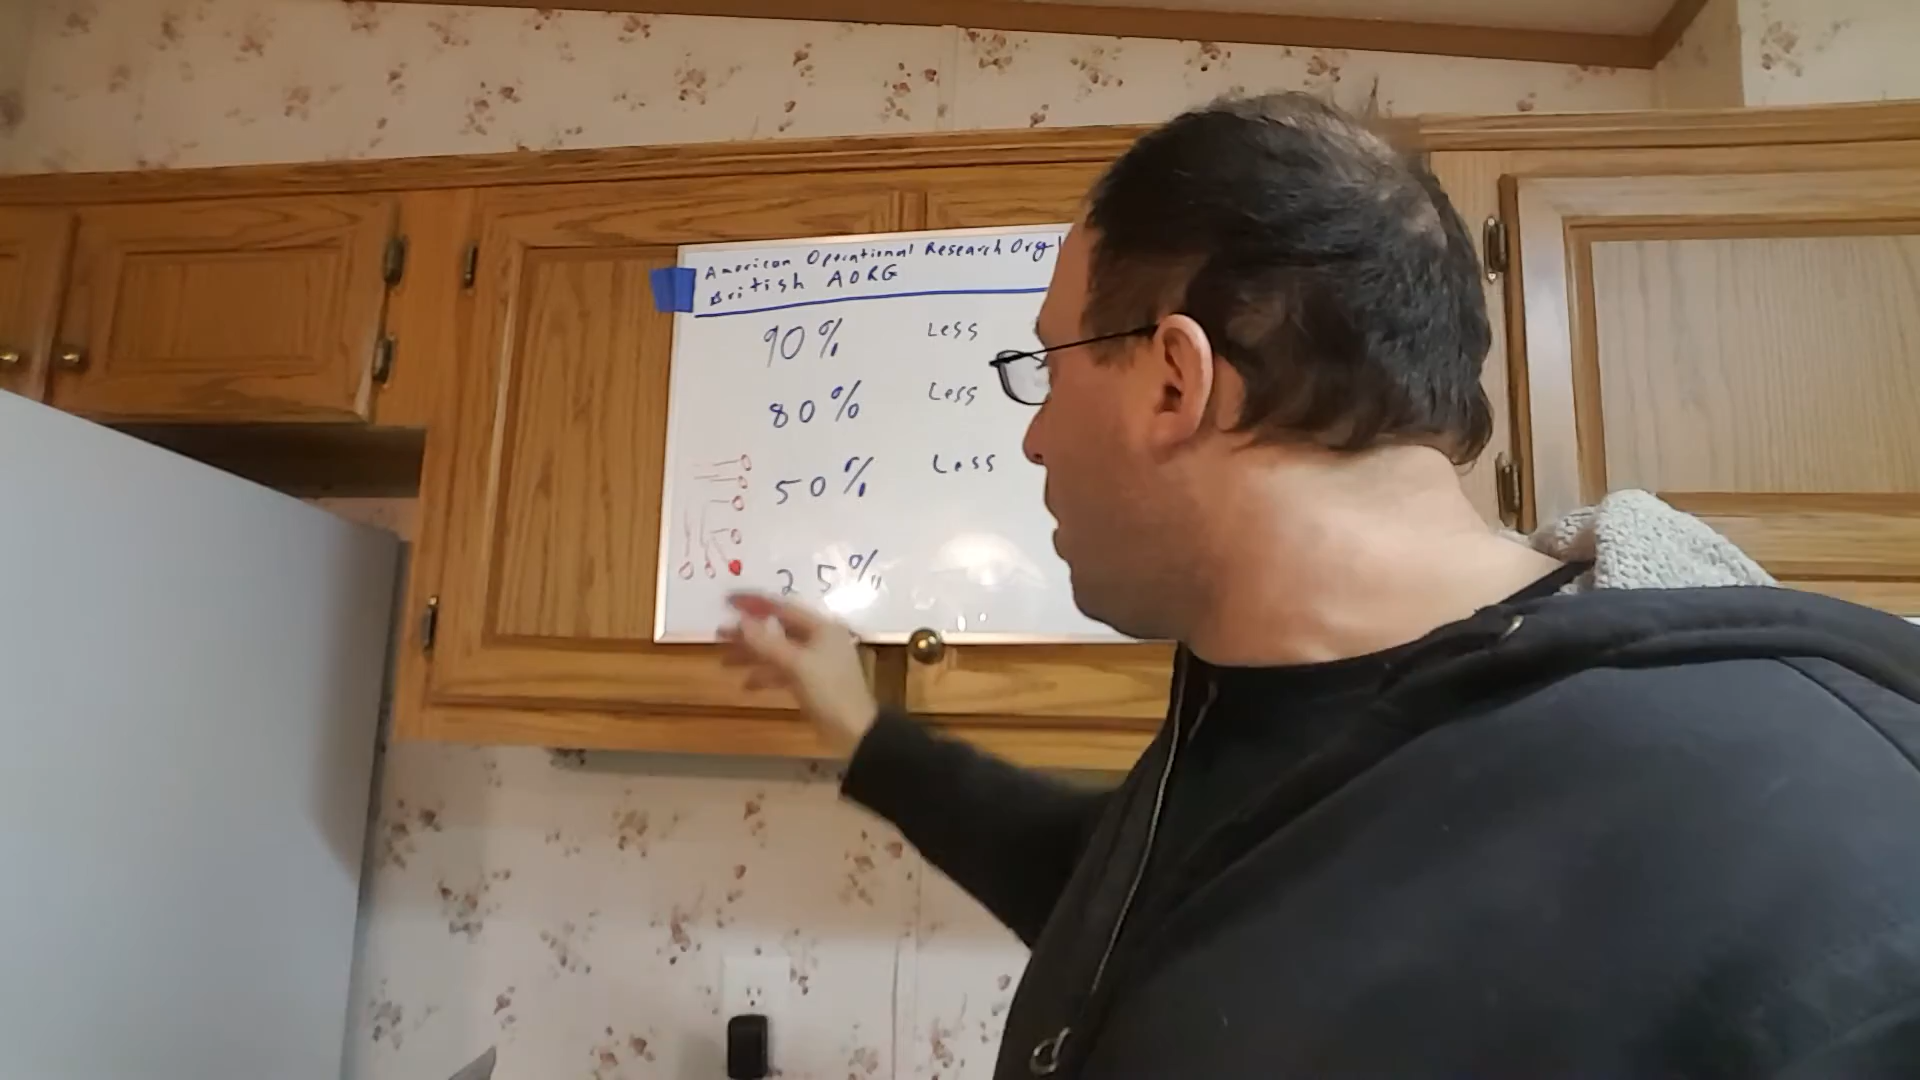 American Operational Research Org
British AORG
90% Less
80% Less
50% Less
25%